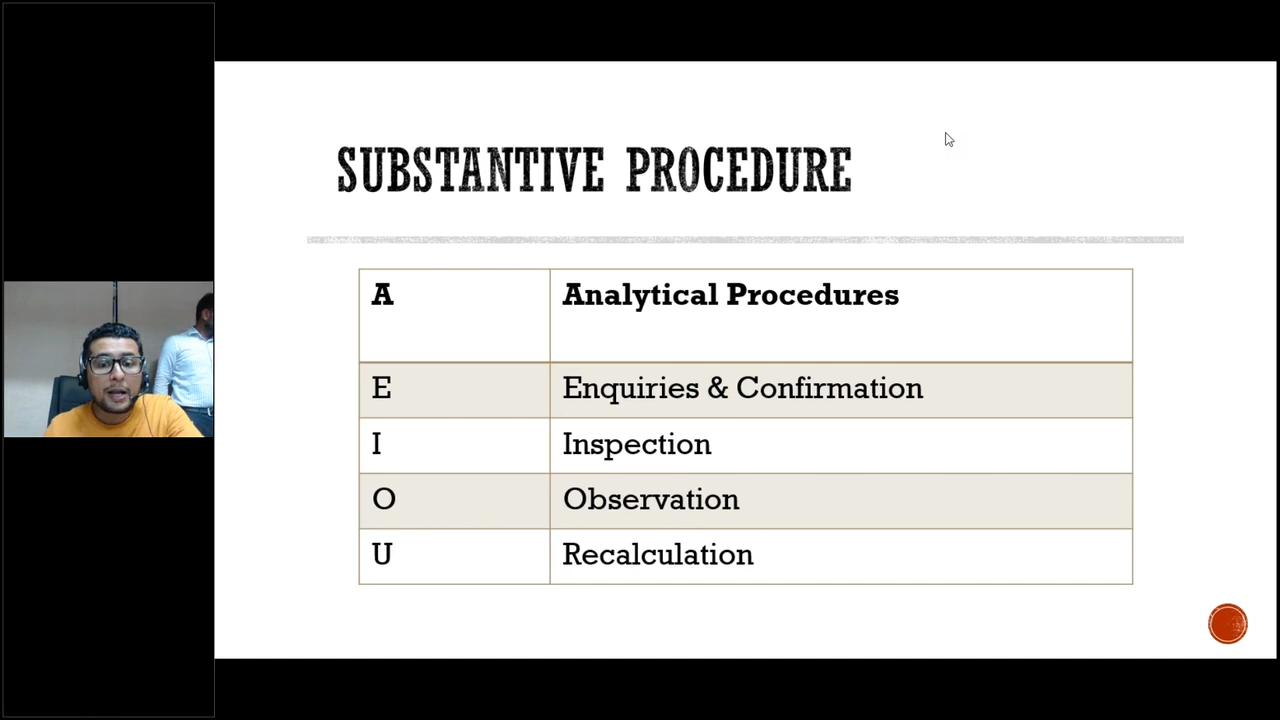 SUBSTANTIVE PROCEDURE
A Analytical Procedures
E Enquiries & Confirmation
I Inspection
O Observation
U Recalculation